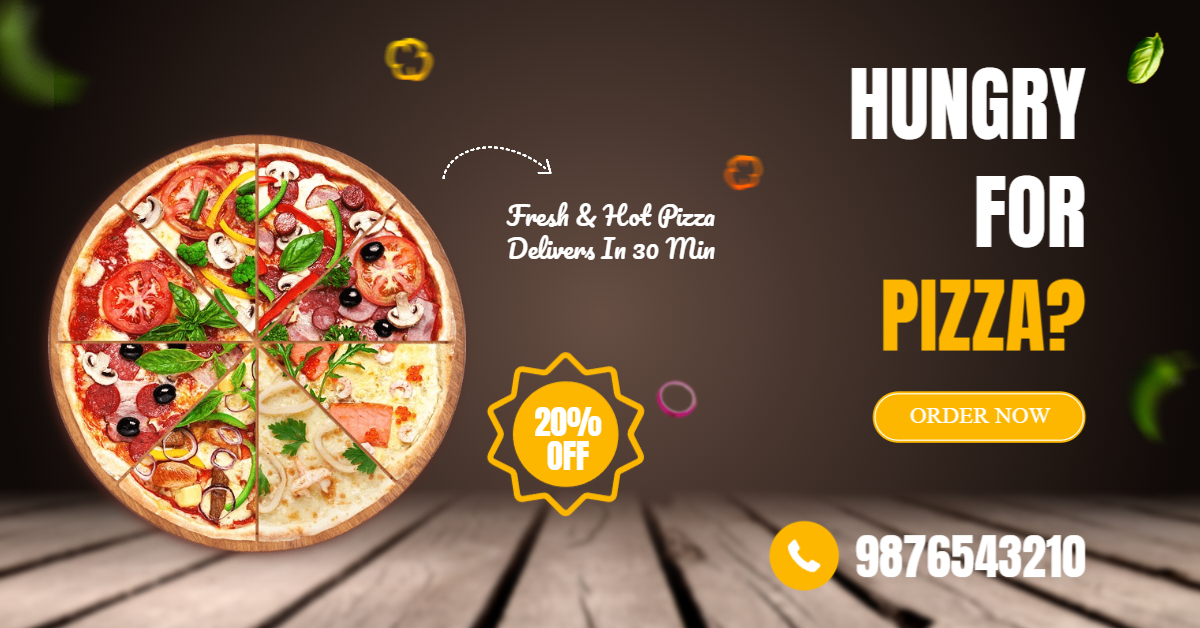 HUNGRY
FOR
PIZZA?
Fresh & Hot Pizza
Delivers In 30 Min
20%
OFF
ORDER NOW
9876543210